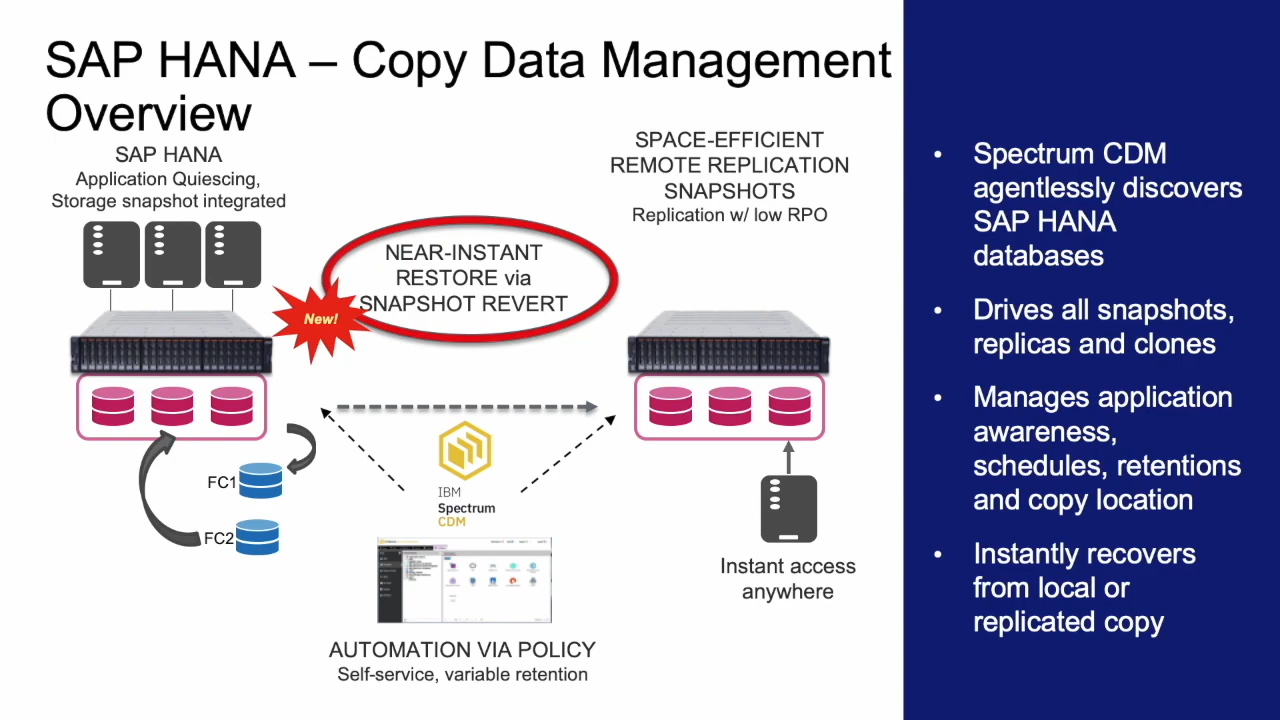 SAP HANA – Copy Data Management
Overview
SAP HANA
Application Quiescing,
Storage snapshot integrated
SPACE-EFFICIENT
REMOTE REPLICATION
SNAPSHOTS
Replication w/ low RPO
NEAR-INSTANT
RESTORE via
SNAPSHOT REVERT
New!
FC1
FC2
IBM
Spectrum
CDM
Instant access
anywhere
AUTOMATION VIA POLICY
Self-service, variable retention
• Spectrum CDM
agentlessly discovers
SAP HANA
databases
• Drives all snapshots,
replicas and clones
• Manages application
awareness,
schedules, retentions
and copy location
• Instantly recovers
from local or
replicated copy